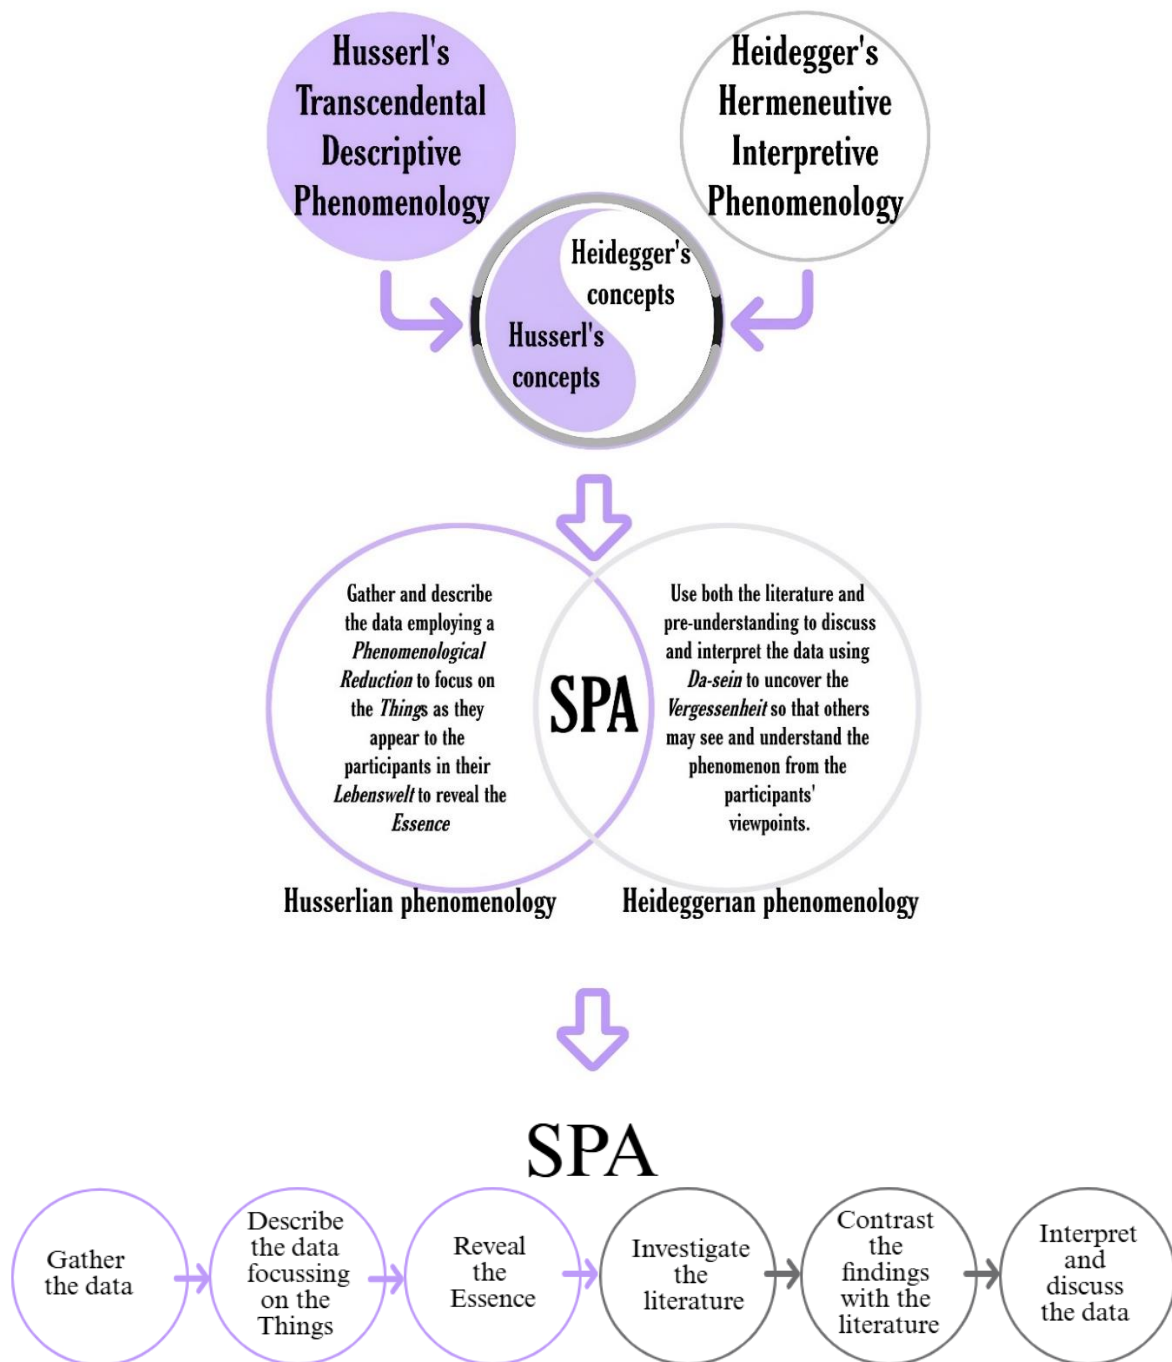 Husserl's
Transcendental
Descriptive
Phenomenology
Heidegger's
Hermeneutive
Interpretive
Phenomenology
Heidegger's
concepts
Husserl's
concepts
Gather and describe
the data employing a
Phenomenological
Reduction to focus on
the Things as they
appear to the
participants in their
Lebenswelt to reveal the
Essence
SPA
Use both the literature and
pre-understanding to discuss
and interpret the data using
Da-sein to uncover the
Vergessenheit so that others
may see and understand the
phenomenon from the
participants'
viewpoints.
Husserlian phenomenology
Heideggerian phenomenology
SPA
Gather
the data
Describe
the data
focussing
on the
Things
Reveal
the
Essence
Investigate
the
literature
Contrast
the
findings
with the
literature
Interpret
and
discuss
the data